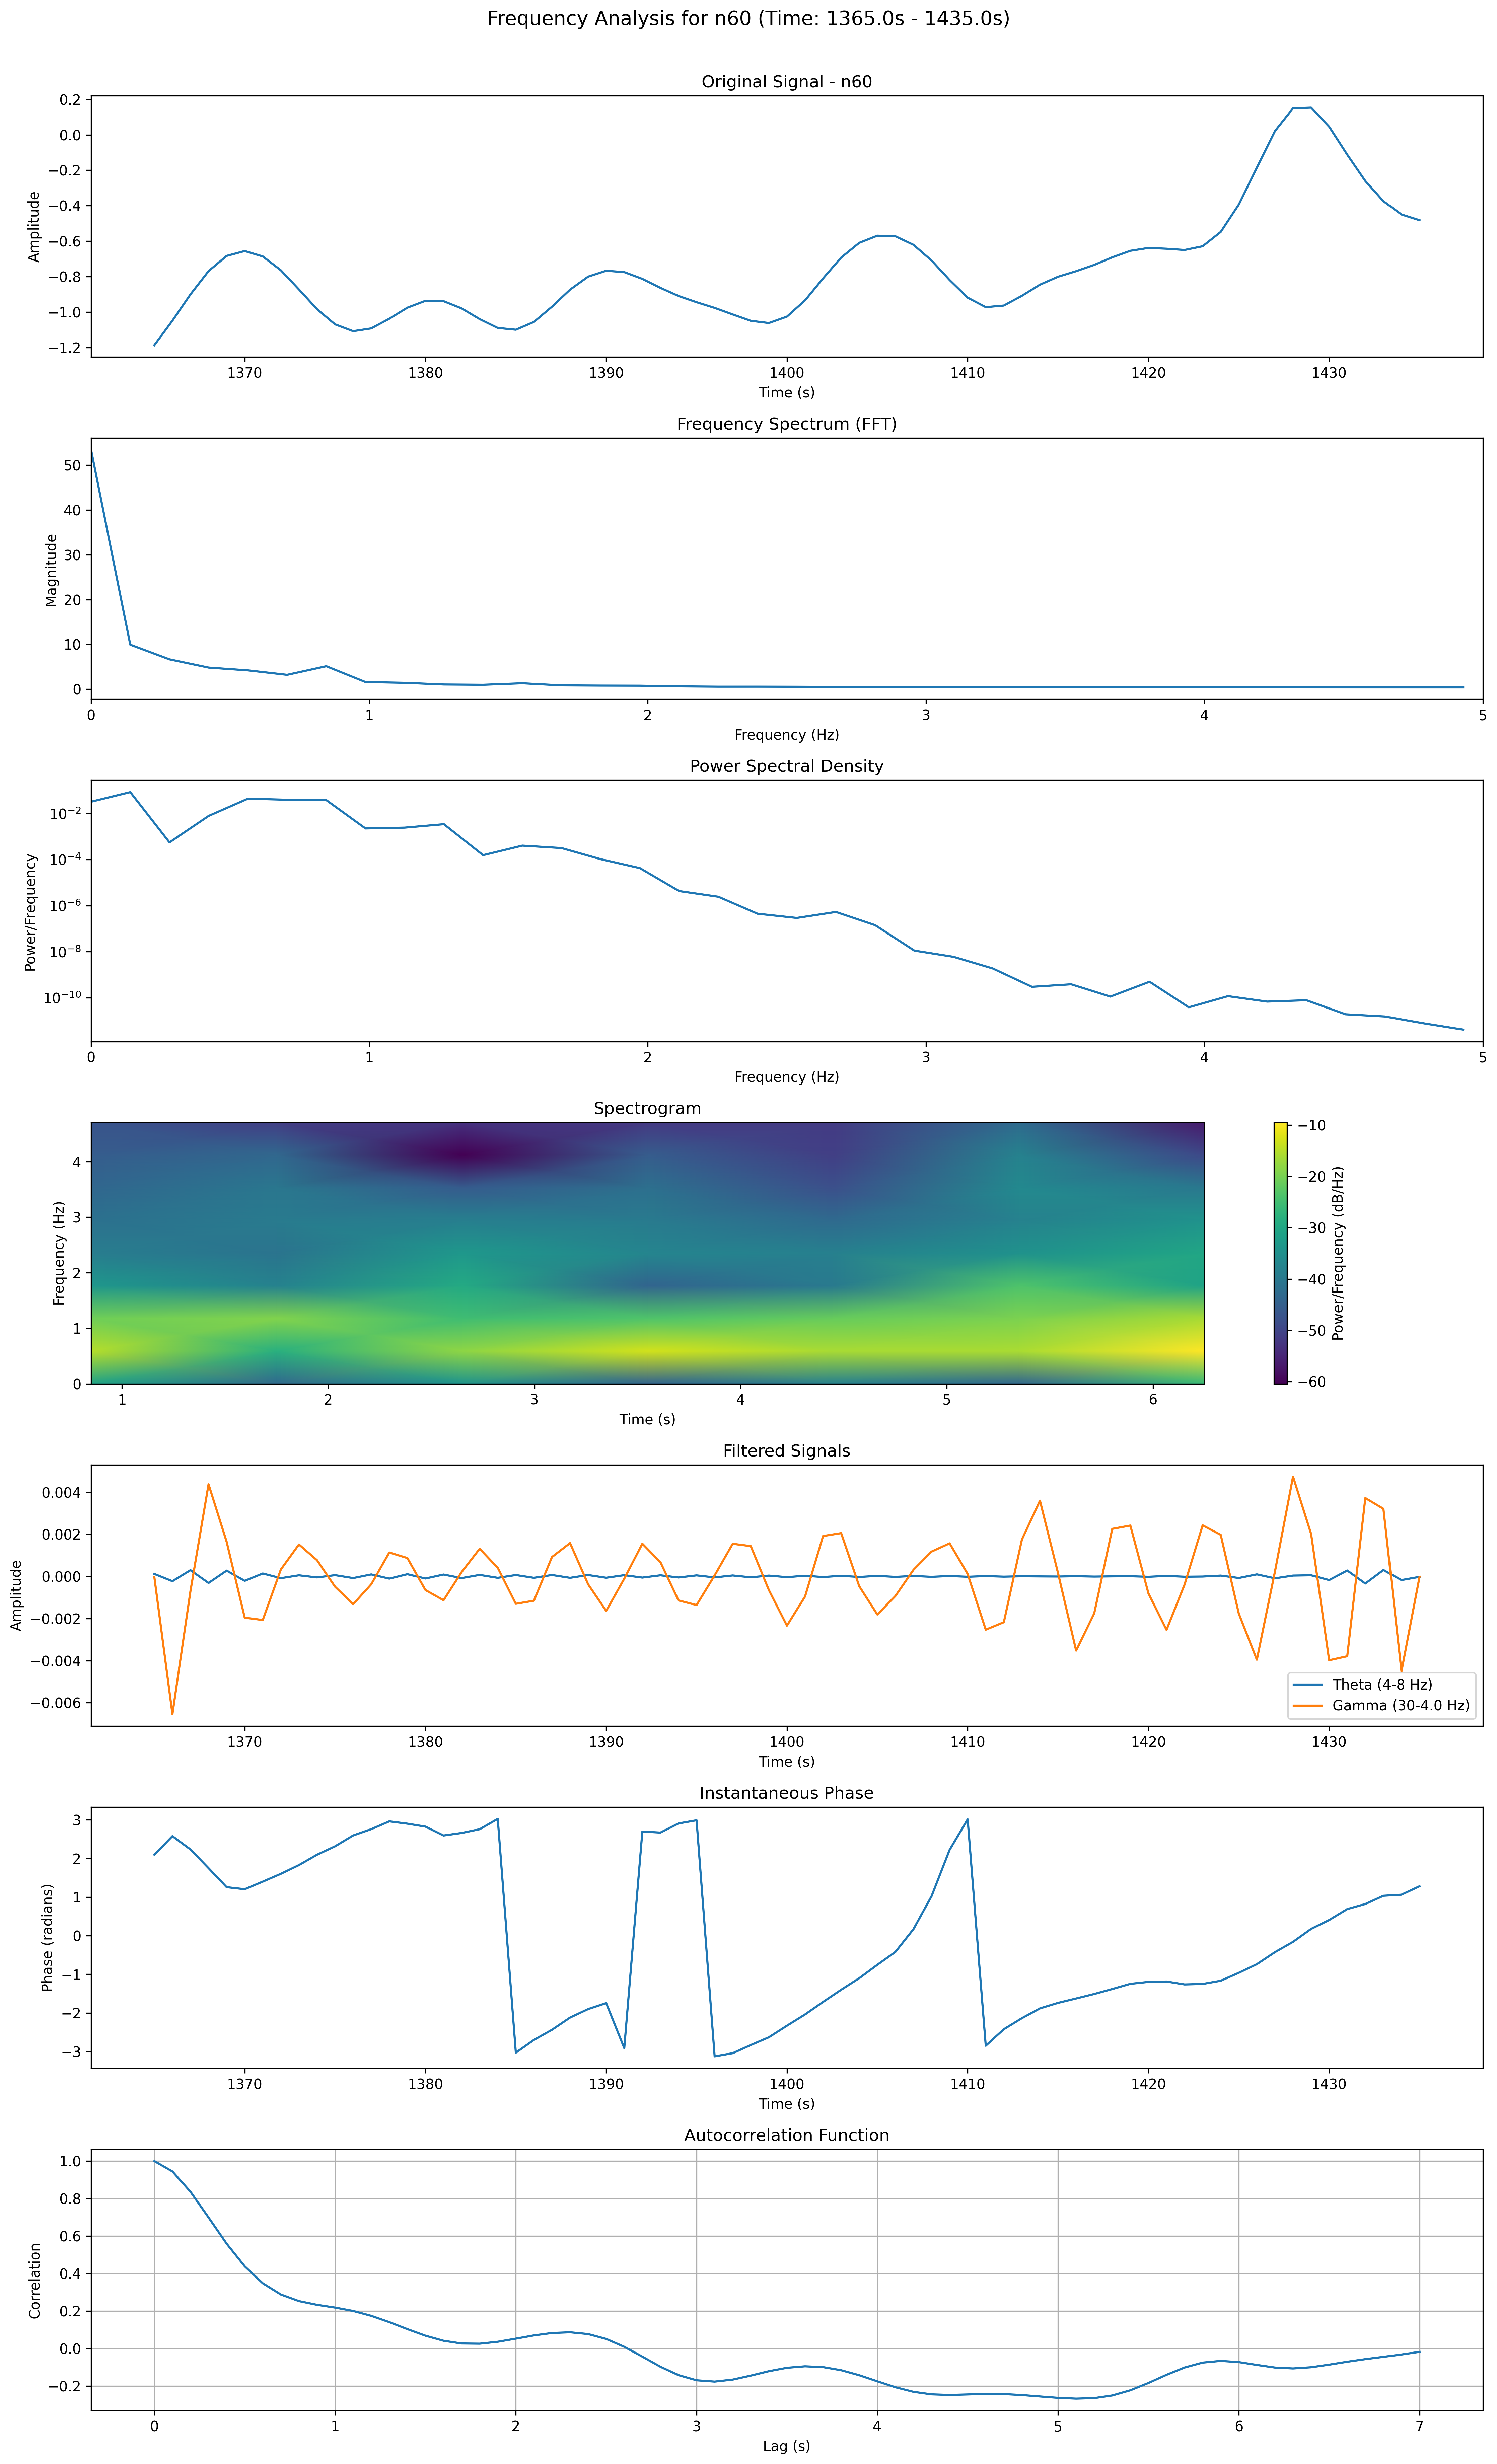 Frequency Analysis for n60 (Time: 1365.0s - 1435.0s)
Original Signal - n60
Amplitude
0.2
0.0
−0.2
−0.4
−0.6
−0.8
−1.0
−1.2
1370 1380 1390 1400 1410 1420 1430
Time (s)
Frequency Spectrum (FFT)
Magnitude
50
40
30
20
10
0
0 1 2 3 4 5
Frequency (Hz)
Power Spectral Density
Power/Frequency
10⁻²
10⁻⁴
10⁻⁶
10⁻⁸
10⁻¹⁰
0 1 2 3 4 5
Frequency (Hz)
Spectrogram
Frequency (Hz)
4
3
2
1
0
1 2 3 4 5 6
Time (s)
−10
−20
−30
−40
−50
−60
Power/Frequency (dB/Hz)
Filtered Signals
Amplitude
0.004
0.002
0.000
−0.002
−0.004
−0.006
Theta (4-8 Hz)
Gamma (30-4.0 Hz)
1370 1380 1390 1400 1410 1420 1430
Time (s)
Instantaneous Phase
Phase (radians)
3
2
1
0
−1
−2
−3
1370 1380 1390 1400 1410 1420 1430
Time (s)
Autocorrelation Function
Correlation
1.0
0.8
0.6
0.4
0.2
0.0
−0.2
0 1 2 3 4 5 6 7
Lag (s)